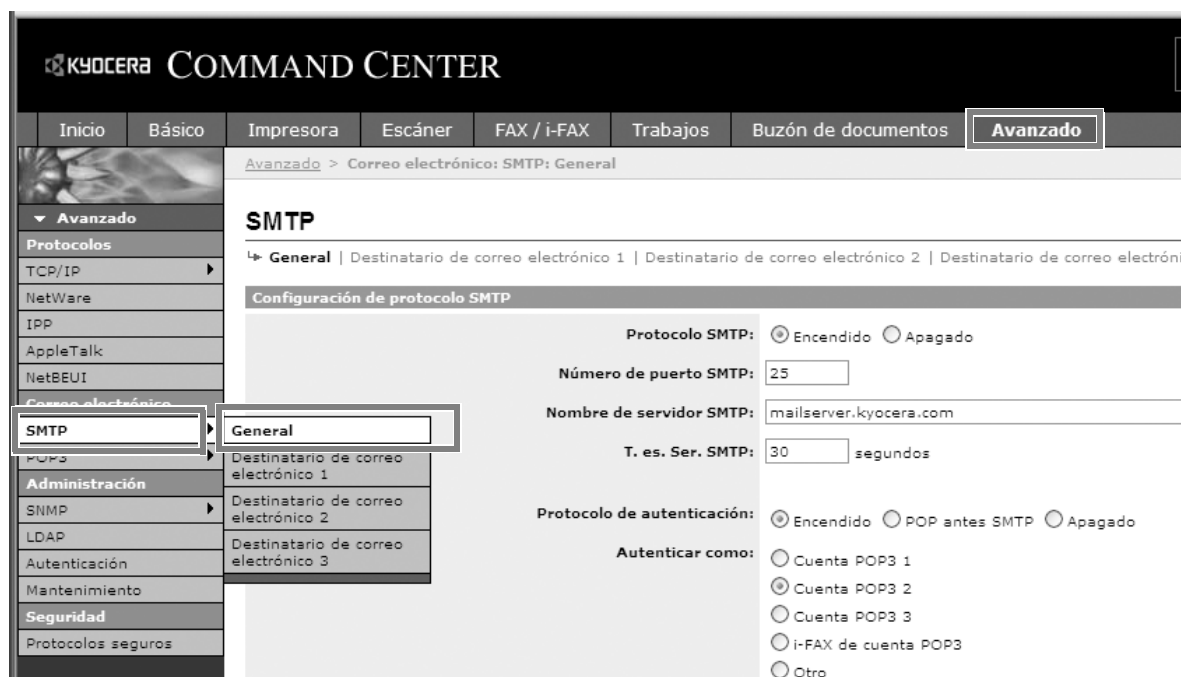 KYOCERA COMMAND CENTER
Inicio Básico Impresora Escáner FAX / i-FAX Trabajos Buzón de documentos Avanzado
Avanzado > Correo electrónico: SMTP: General
Avanzado
Protocolos
TCP/IP
NetWare
IPP
AppleTalk
NetBEUI
Correo electrónico
SMTP
POP3
Administración
SNMP
LDAP
Autenticación
Mantenimiento
Seguridad
Protocolos seguros
General
Destinatario de correo
electrónico 1
Destinatario de correo
electrónico 2
Destinatario de correo
electrónico 3
SMTP
General | Destinatario de correo electrónico 1 | Destinatario de correo electrónico 2 | Destinatario de correo electróni
Configuración de protocolo SMTP
Protocolo SMTP: Encendido Apagado
Número de puerto SMTP: 25
Nombre de servidor SMTP: mailserver.kyocera.com
T. es. Ser. SMTP: 30 segundos
Protocolo de autenticación: Encendido POP antes SMTP Apagado
Autenticar como: Cuenta POP3 1
Cuenta POP3 2
Cuenta POP3 3
i-FAX de cuenta POP3
Otro